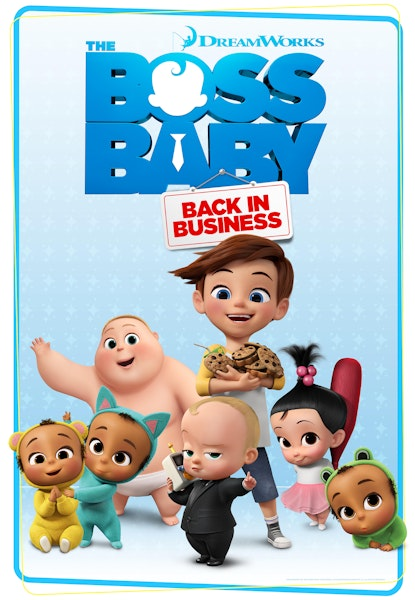 DREAMWORKS
THE
BOSS
BABY
BACK IN
BUSINESS